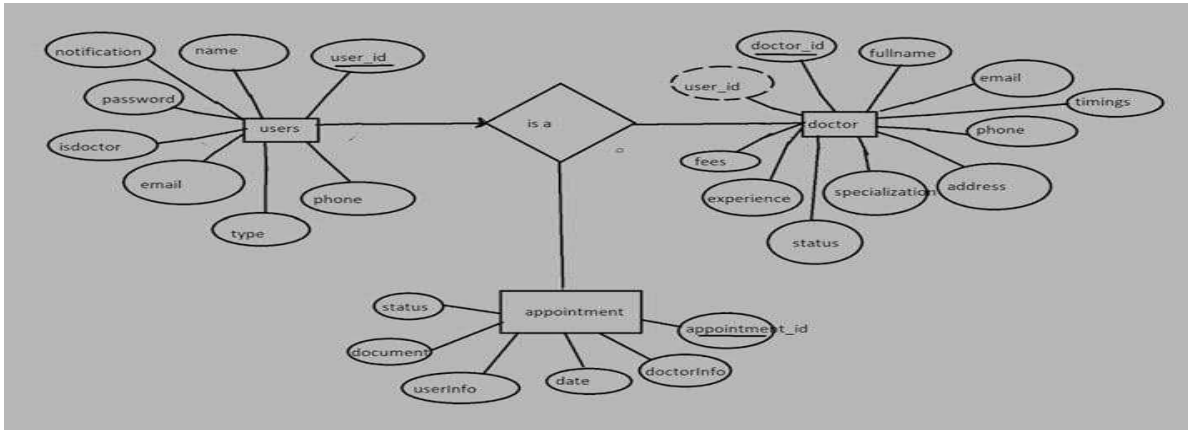 notification
name
user_id
password
users
isdoctor
email
phone
type
is a
doctor_id
fullname
user_id
email
timings
doctor
phone
fees
experience
specialization
address
status
status
appointment
appointment_id
document
userInfo
date
doctorInfo